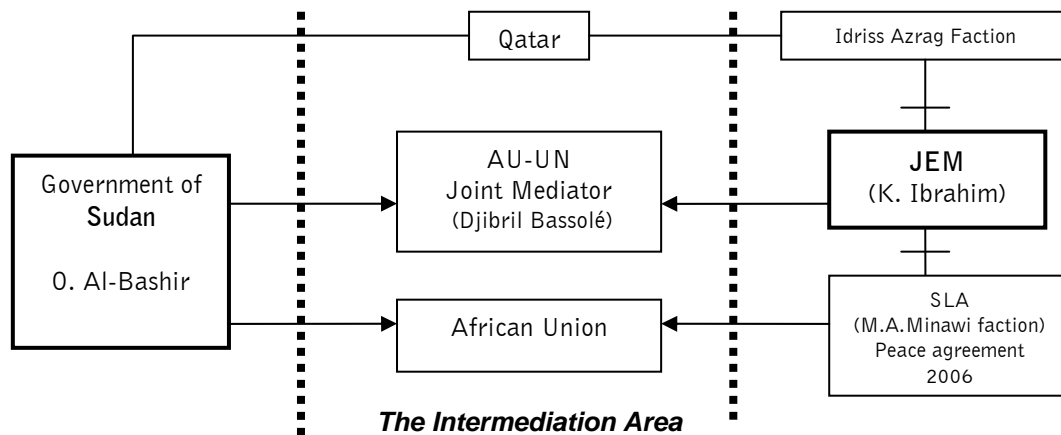 Qatar
Idriss Azrag Faction
Government of
Sudan
O. Al-Bashir
AU-UN
Joint Mediator
(Djibril Bassolé)
JEM
(K. Ibrahim)
African Union
SLA
(M.A.Minawi faction)
Peace agreement
2006
The Intermediation Area